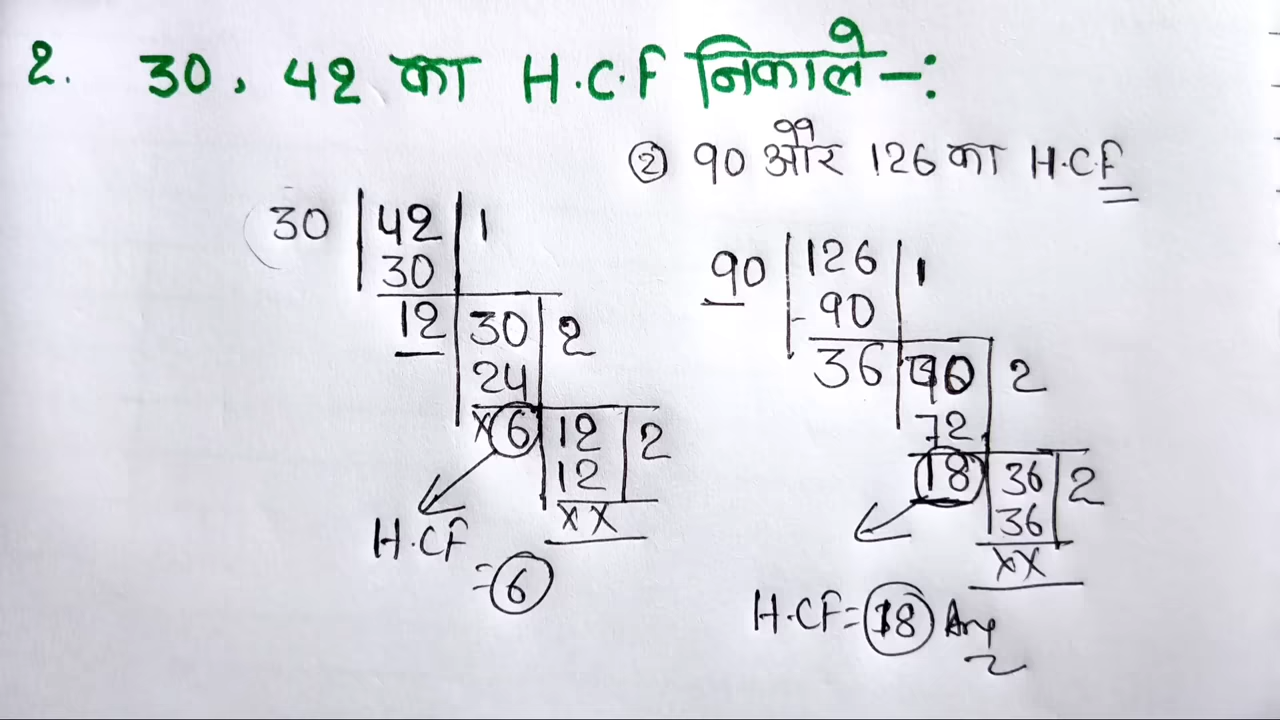 2. 30, 42 का H.C.F निकाले -:
② 90 और 126 का H.C.F
30 | 42 | 1
30
12 | 30 | 2
24
×6 | 12 | 2
12
××
H.CF
= 6
90 | 126 | 1
- 90
36 | 90 | 2
72
18 | 36 | 2
36
××
H.CF = 18 Ans